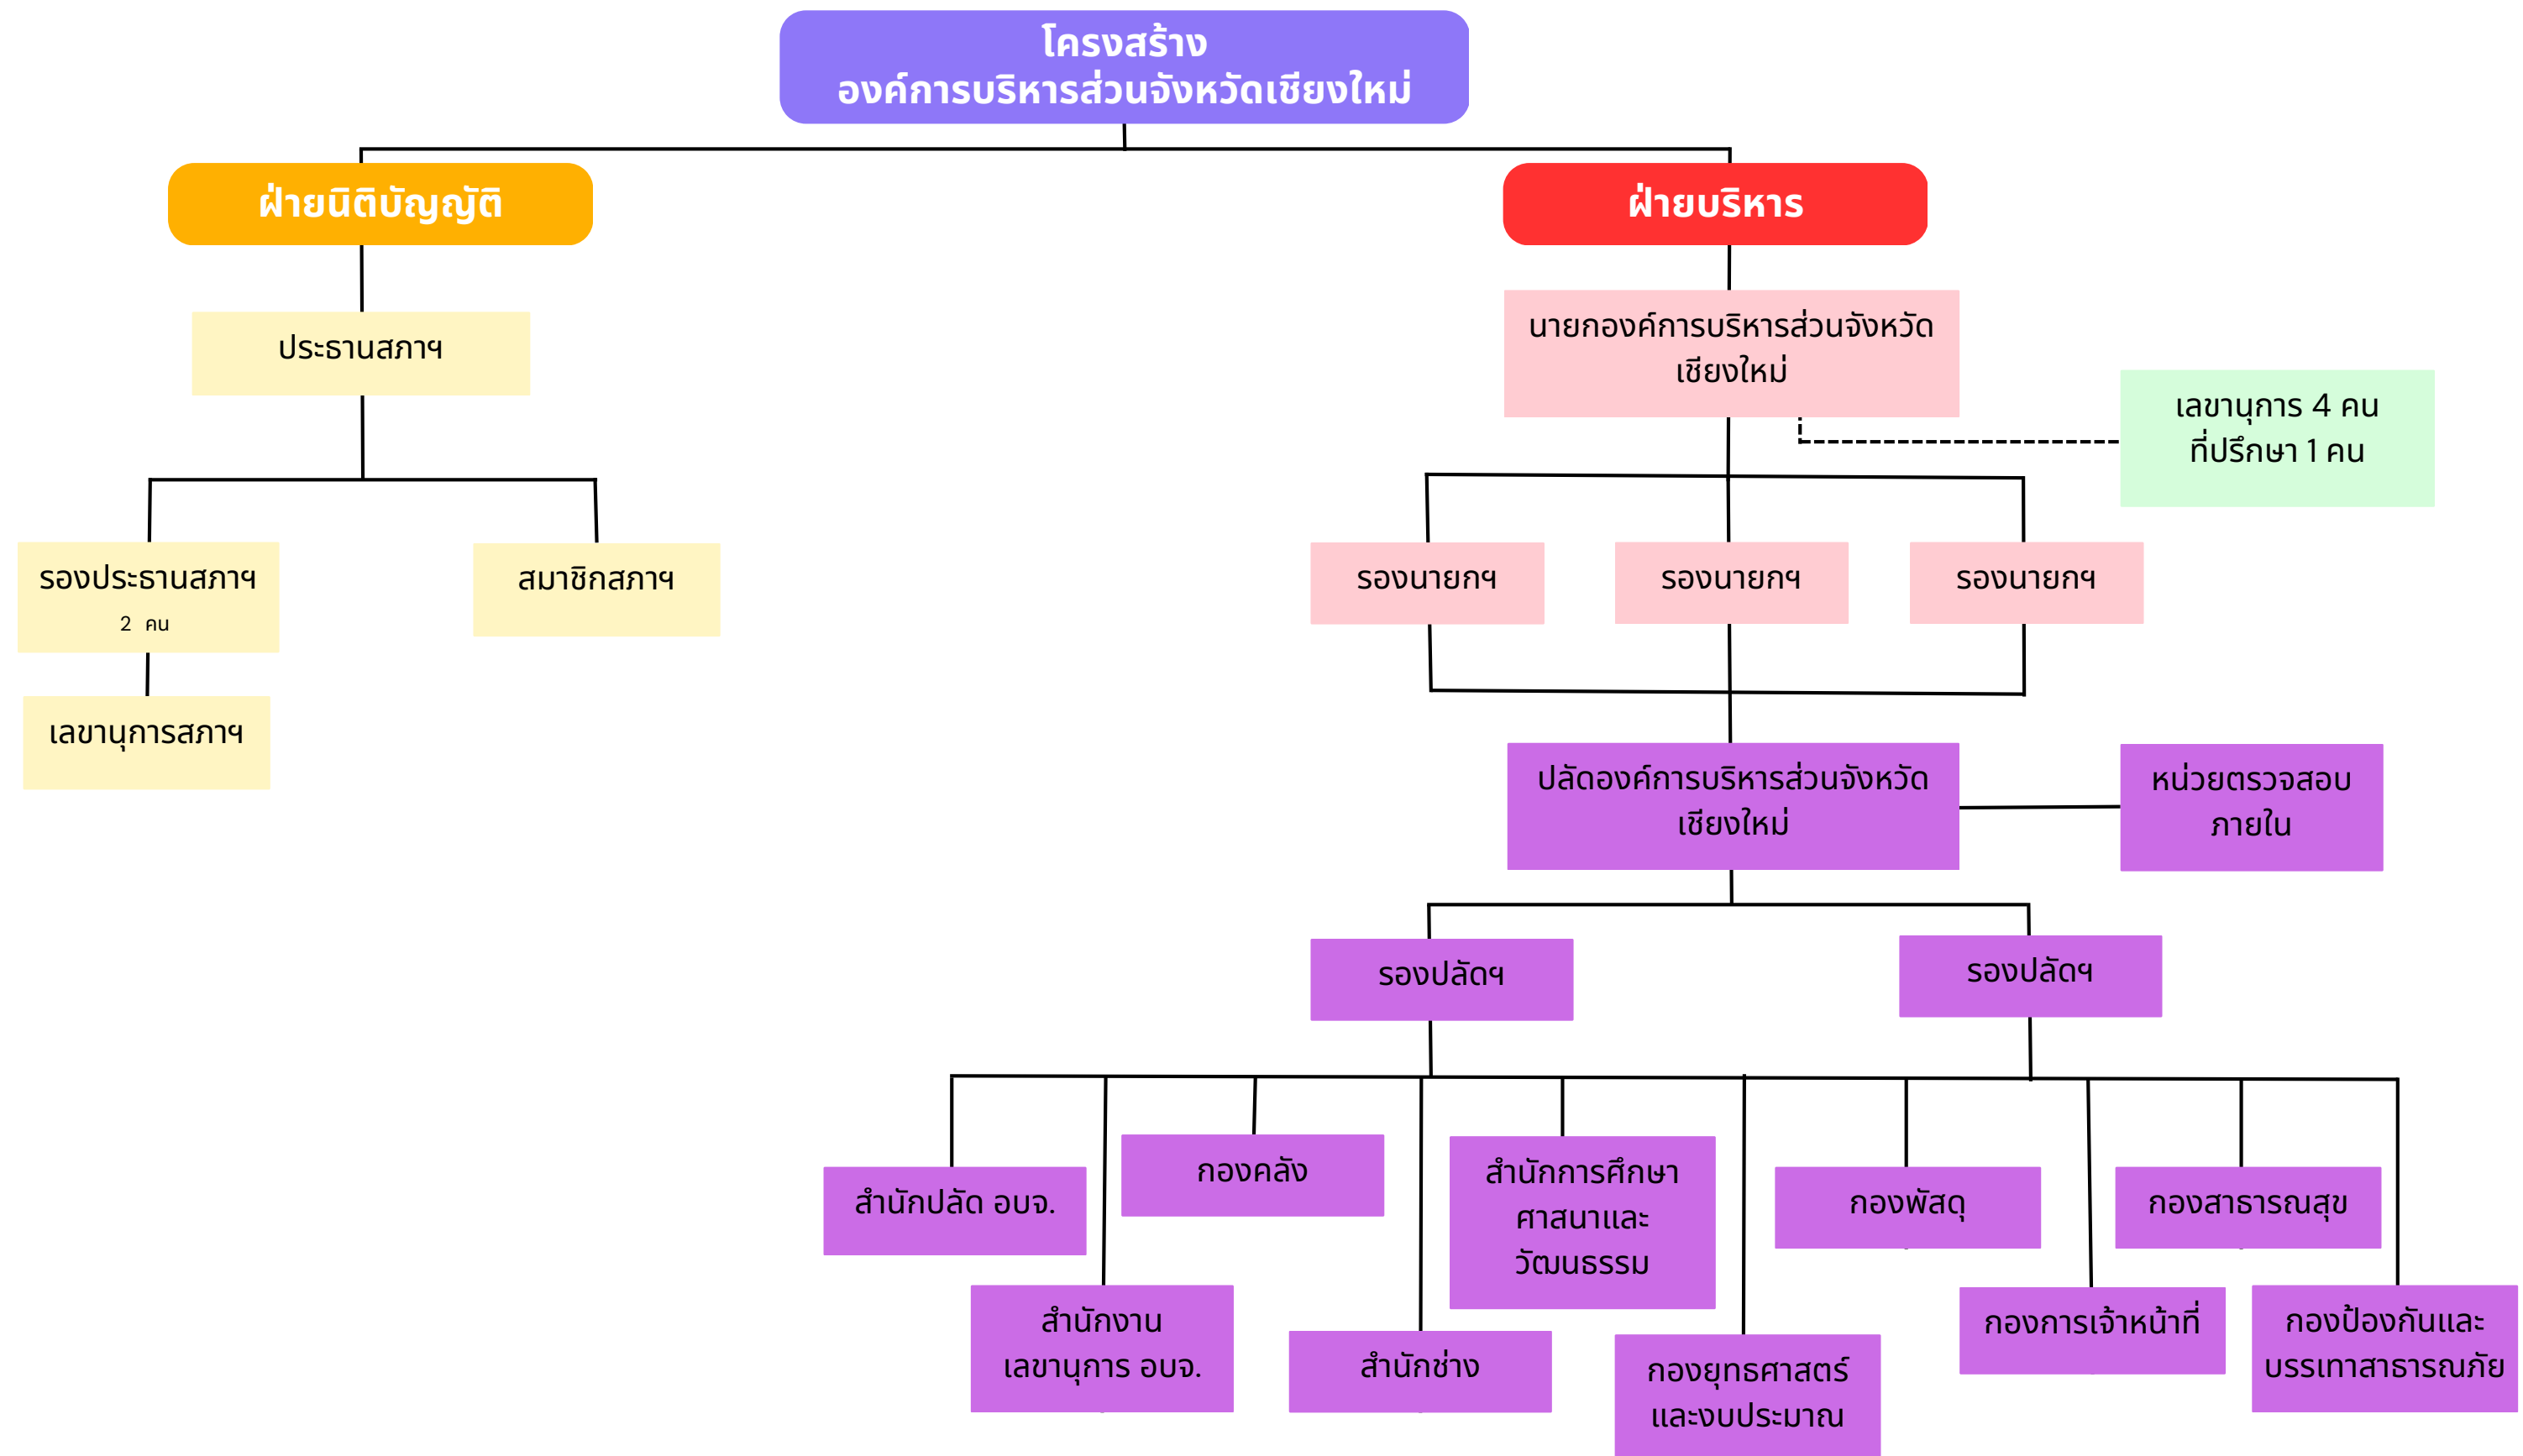 โครงสร้าง
องค์การบริหารส่วนจังหวัดเชียงใหม่
ฝ่ายนิติบัญญัติ
ฝ่ายบริหาร
ประธานสภาฯ
นายกองค์การบริหารส่วนจังหวัด
เชียงใหม่
เลขานุการ 4 คน
ที่ปรึกษา 1 คน
รองประธานสภาฯ
2 คน
สมาชิกสภาฯ
รองนายกฯ
รองนายกฯ
รองนายกฯ
เลขานุการสภาฯ
ปลัดองค์การบริหารส่วนจังหวัด
เชียงใหม่
หน่วยตรวจสอบ
ภายใน
รองปลัดฯ
รองปลัดฯ
สำนักปลัด อบจ.
สำนักงาน
เลขานุการ อบจ.
กองคลัง
สำนักช่าง
สำนักการศึกษา
ศาสนาและ
วัฒนธรรม
กองยุทธศาสตร์
และงบประมาณ
กองพัสดุ
กองการเจ้าหน้าที่
กองสาธารณสุข
กองป้องกันและ
บรรเทาสาธารณภัย